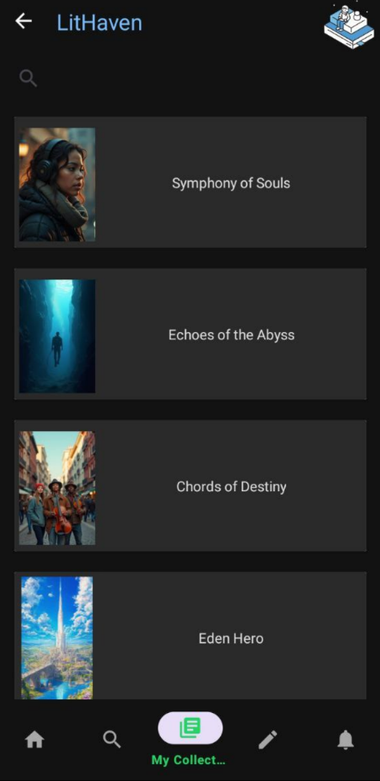 LitHaven
Symphony of Souls
Echoes of the Abyss
Chords of Destiny
Eden Hero
My Collect...